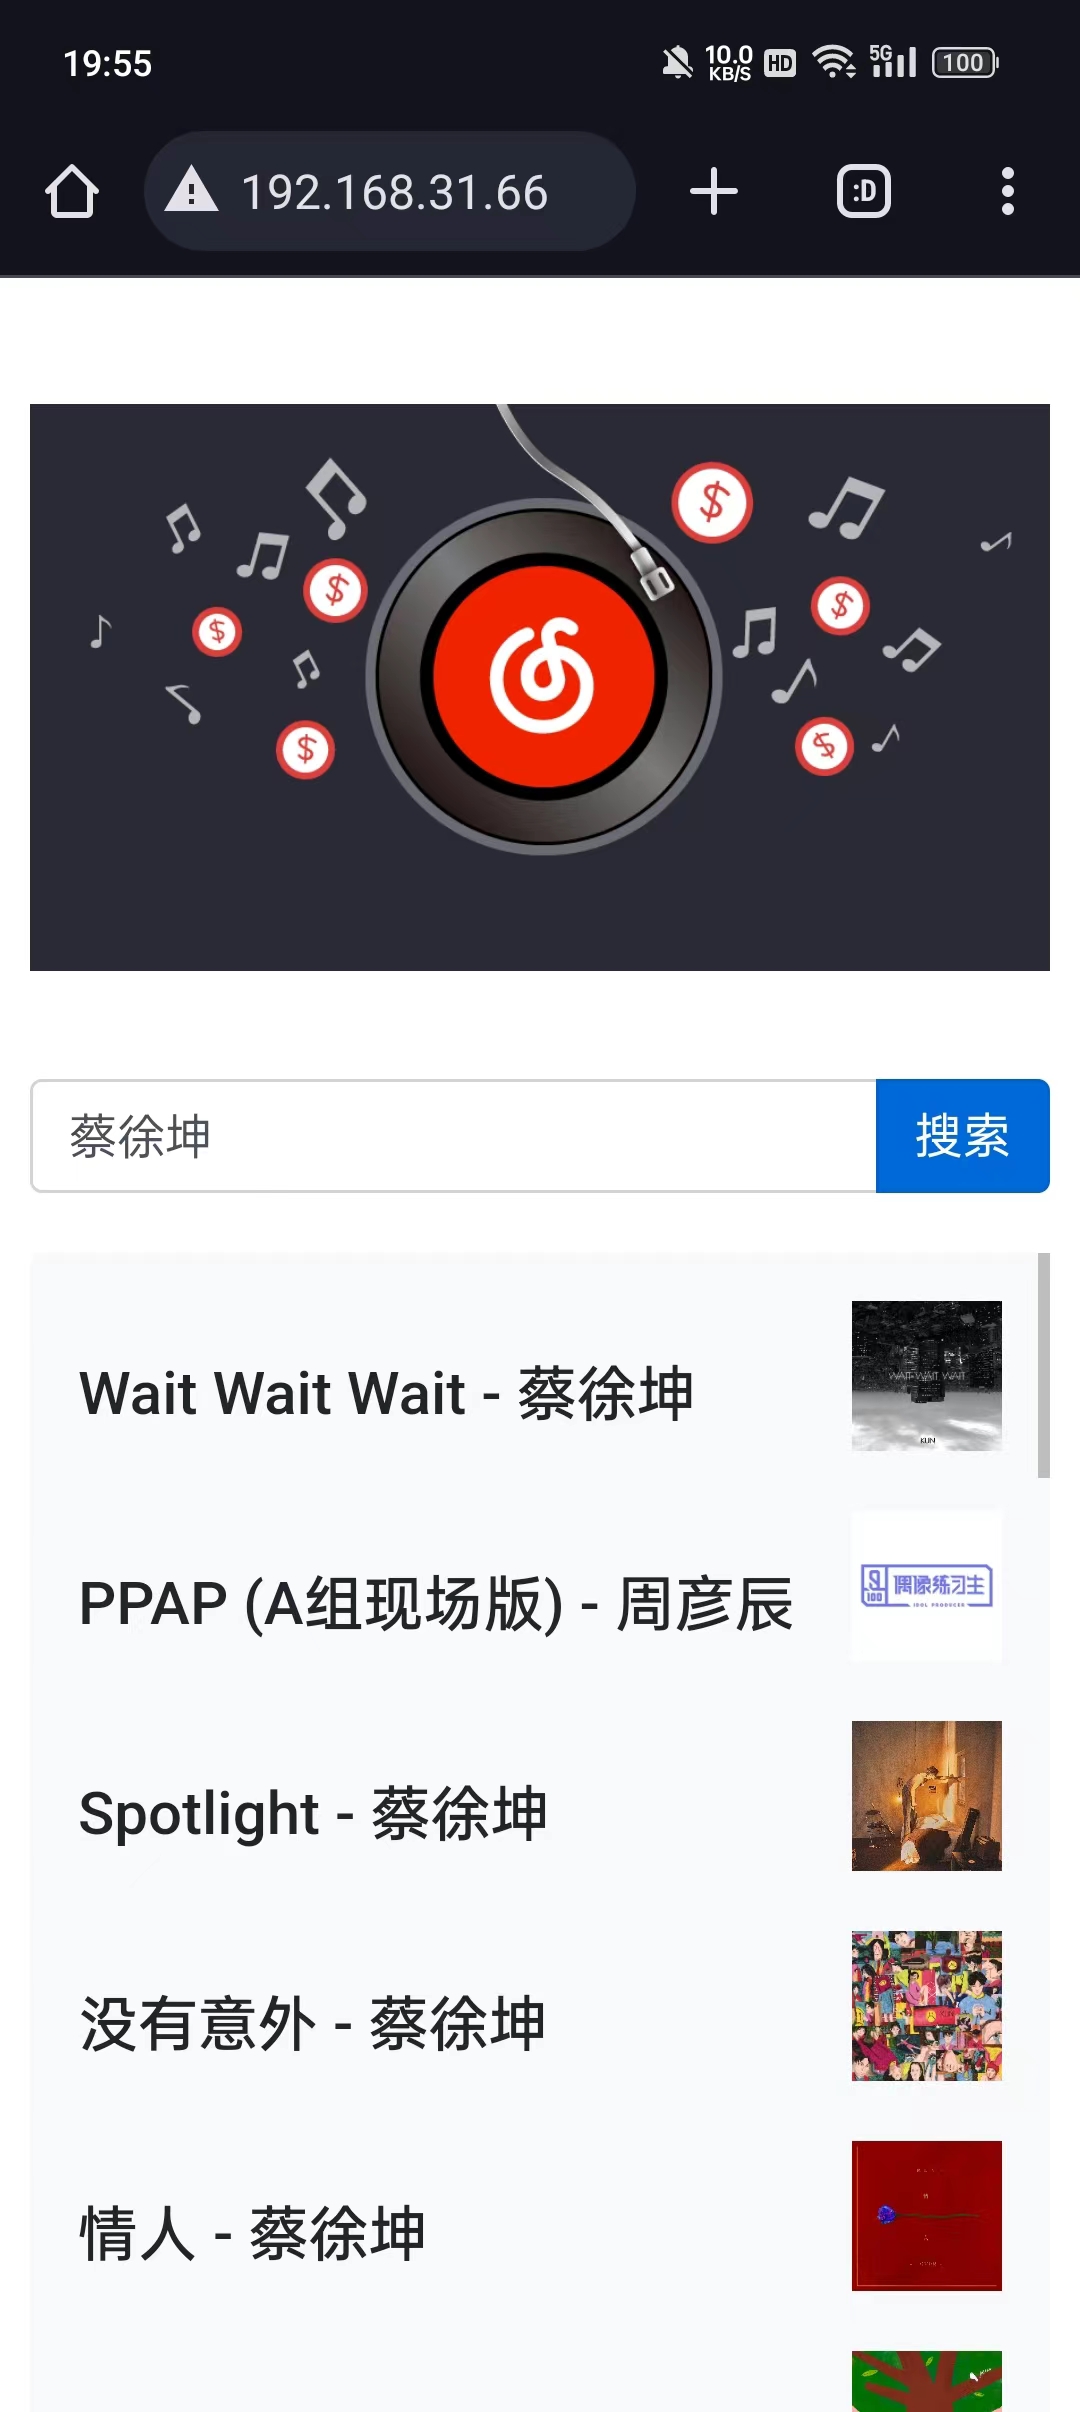 19:55
10.0
KB/S
HD
5G
100
192.168.31.66
:D
蔡徐坤
搜索
Wait Wait Wait - 蔡徐坤
WAIT WAIT WAIT
KUN
PPAP (A组现场版) - 周彦辰
偶像练习生
100
IDOL PRODUCER
Spotlight - 蔡徐坤
没有意外 - 蔡徐坤
情人 - 蔡徐坤